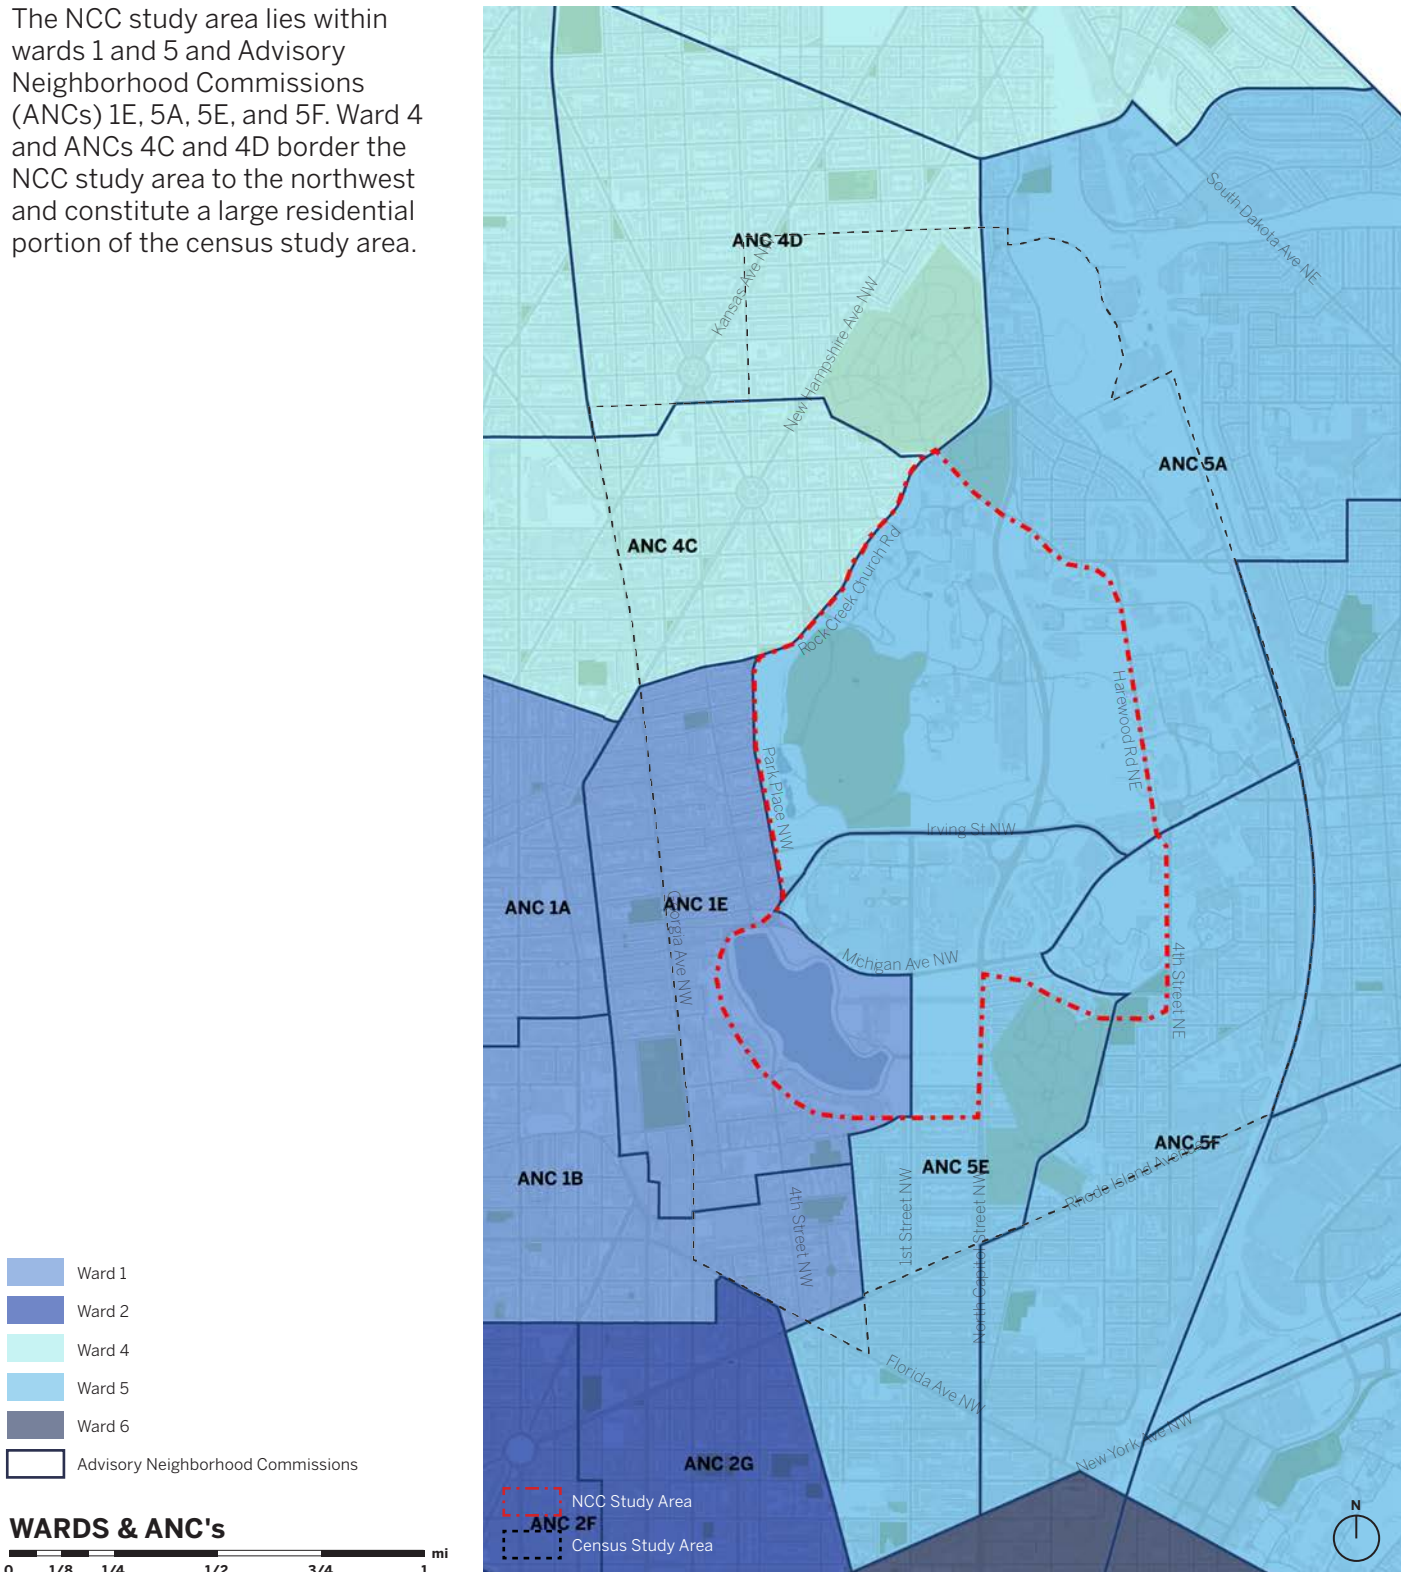 The NCC study area lies within
wards 1 and 5 and Advisory
Neighborhood Commissions
(ANCs) 1E, 5A, 5E, and 5F. Ward 4
and ANCs 4C and 4D border the
NCC study area to the northwest
and constitute a large residential
portion of the census study area.
South Dakota Ave NE
ANC 4D
Kansas Ave N
New Hampshire Ave NW
ANC 5A
ANC 4C
Rock Creek Church Rd
Harewood Rd NE
Park Place NW
Irving St NW
ANC 1A
ANC 1E
Georgia Ave NW
Michigan Ave NW
4th Street NE
ANC 5F
ANC 5E
ANC 1B
Rhode Island Avenue
4th Street NW
1st Street NW
North Capitol Street NW
Florida Ave NW
New York Ave NW
ANC 2G
ANC 2F
NCC Study Area
Census Study Area
N
Ward 1
Ward 2
Ward 4
Ward 5
Ward 6
Advisory Neighborhood Commissions
WARDS & ANC's
mi
0 1/8 1/4 1/2 3/4 1